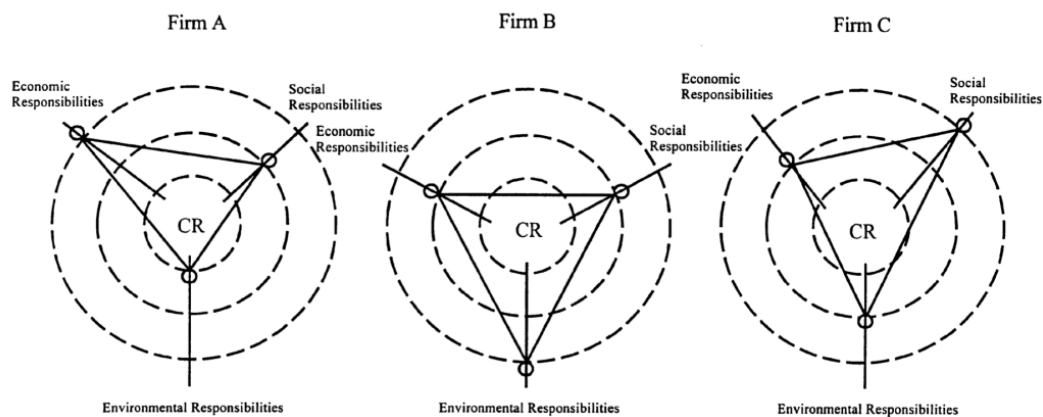 Firm A
Firm B
Firm C
Economic
Responsibilities
Social
Responsibilities
CR
Environmental Responsibilities
Economic
Responsibilities
Social
Responsibilities
CR
Environmental Responsibilities
Economic
Responsibilities
Social
Responsibilities
CR
Environmental Responsibilities